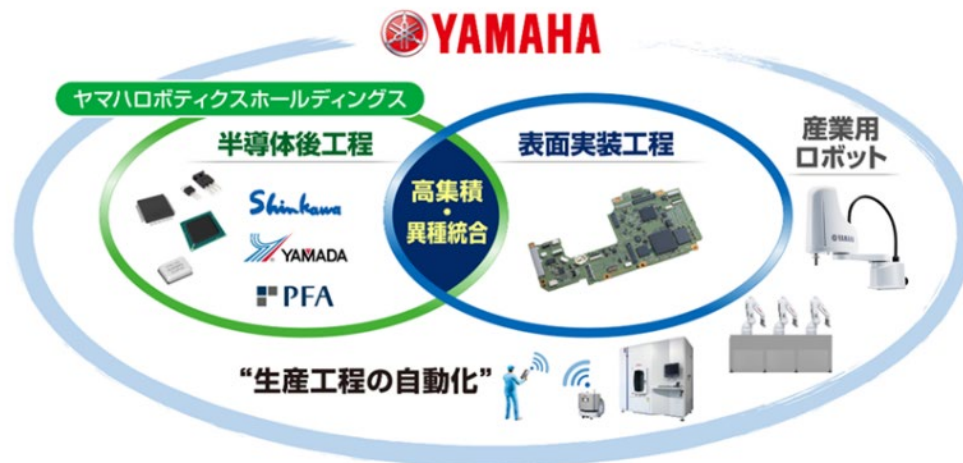 YAMAHA
ヤマハロボティクスホールディングス
半導体後工程
表面実装工程
産業用
ロボット
高集積
・
異種統合
Shinkawa
YAMADA
PFA
YAMAHA
“生産工程の自動化”